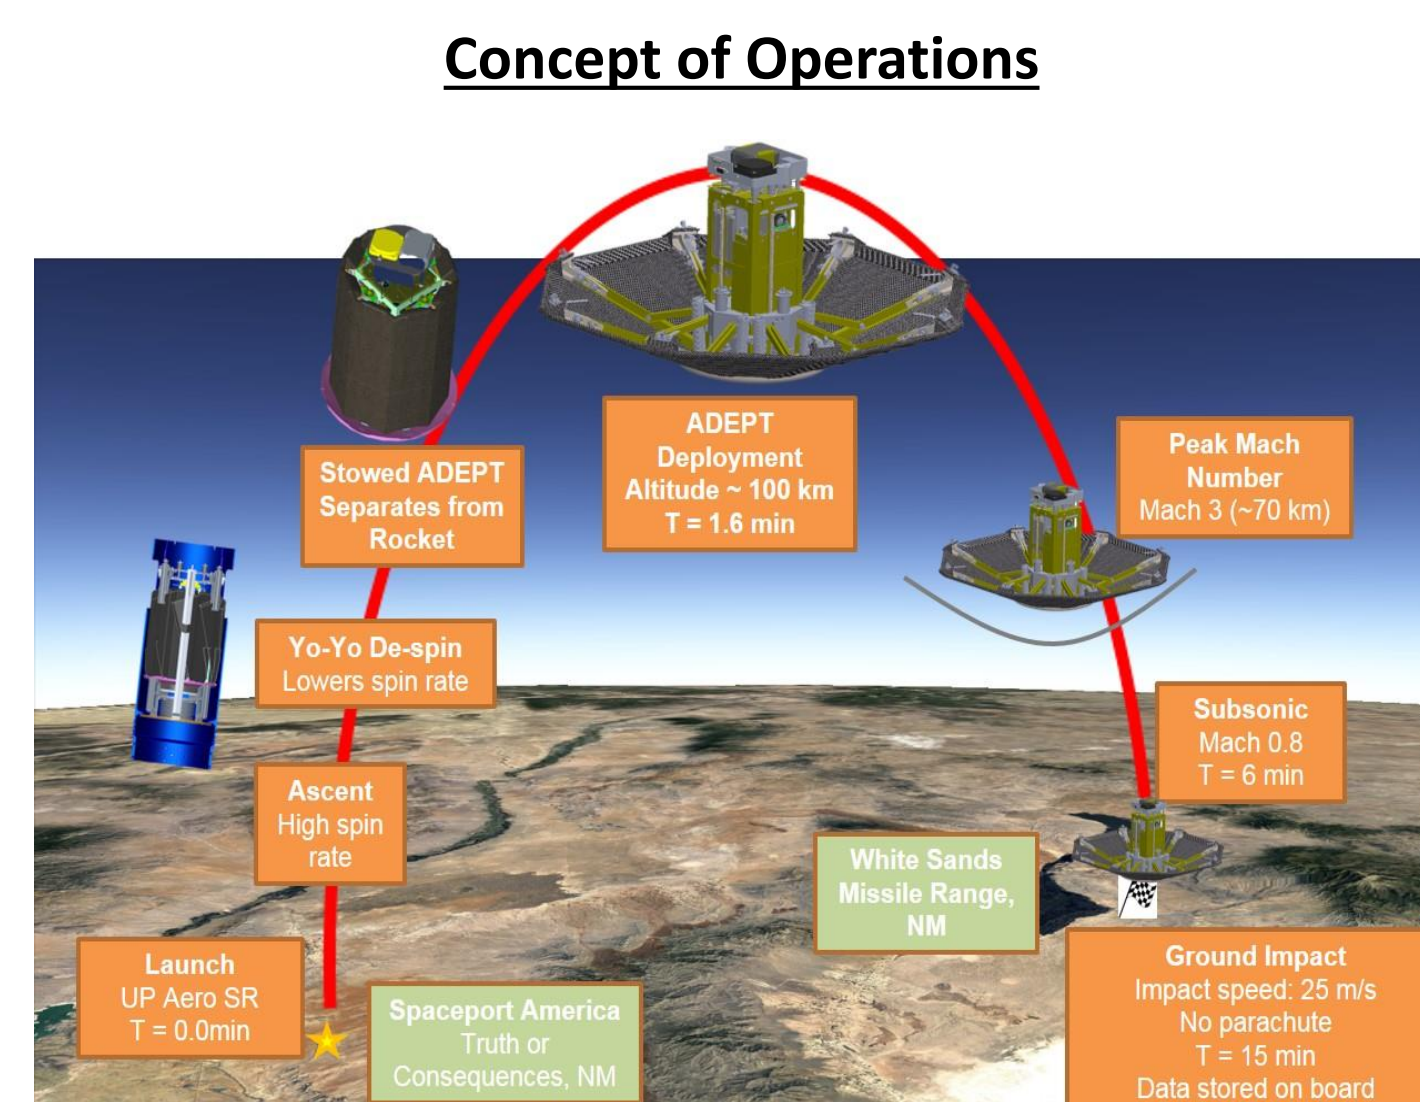 Concept of Operations
ADEPT
Deployment
Altitude ~ 100 km
T = 1.6 min
Peak Mach
Number
Mach 3 (~70 km)
Stowed ADEPT
Separates from
Rocket
Yo-Yo De-spin
Lowers spin rate
Subsonic
Mach 0.8
T = 6 min
Ascent
High spin
rate
White Sands
Missile Range,
NM
Launch
UP Aero SR
T = 0.0min
Spaceport America
Truth or
Consequences, NM
Ground Impact
Impact speed: 25 m/s
No parachute
T = 15 min
Data stored on board